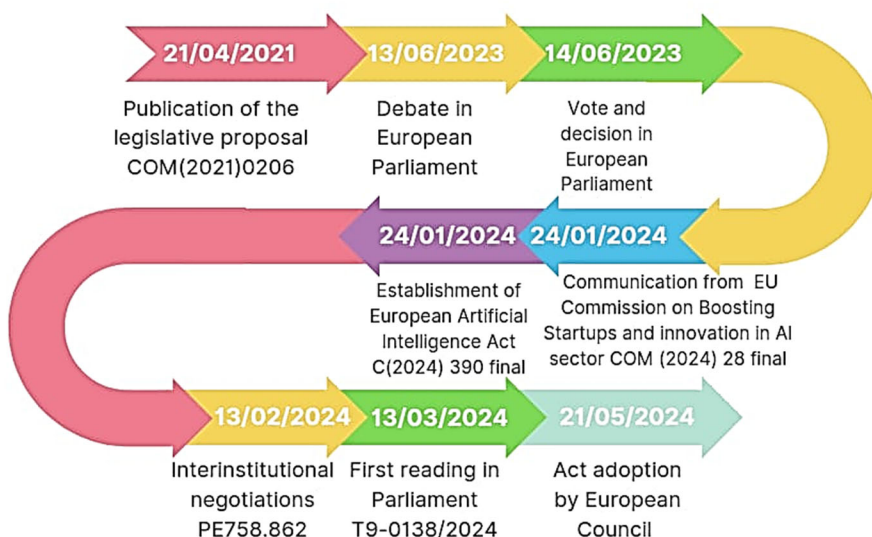 21/04/2021
Publication of the
legislative proposal
COM(2021)0206
13/06/2023
Debate in
European
Parliament
14/06/2023
Vote and
decision in
European
Parliament
24/01/2024
Communication from EU
Commission on Boosting
Startups and innovation in AI
sector COM (2024) 28 final
24/01/2024
Establishment of
European Artificial
Intelligence Act
C(2024) 390 final
13/02/2024
Interinstitutional
negotiations
PE758.862
13/03/2024
First reading in
Parliament
T9-0138/2024
21/05/2024
Act adoption
by European
Council